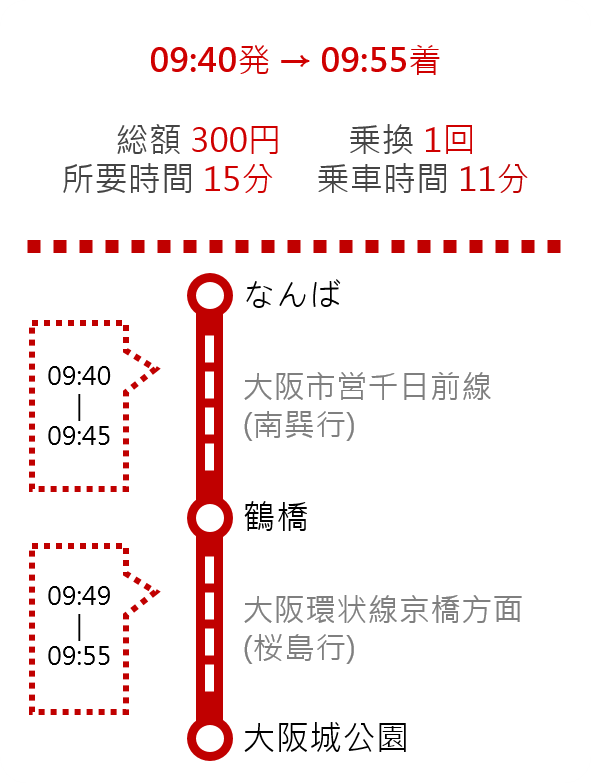 09:40発 → 09:55着
総額 300円 乗換 1回
所要時間 15分 乗車時間 11分
なんば
09:40
|
09:45
大阪市営千日前線
(南巽行)
鶴橋
09:49
|
09:55
大阪環状線京橋方面
(桜島行)
大阪城公園